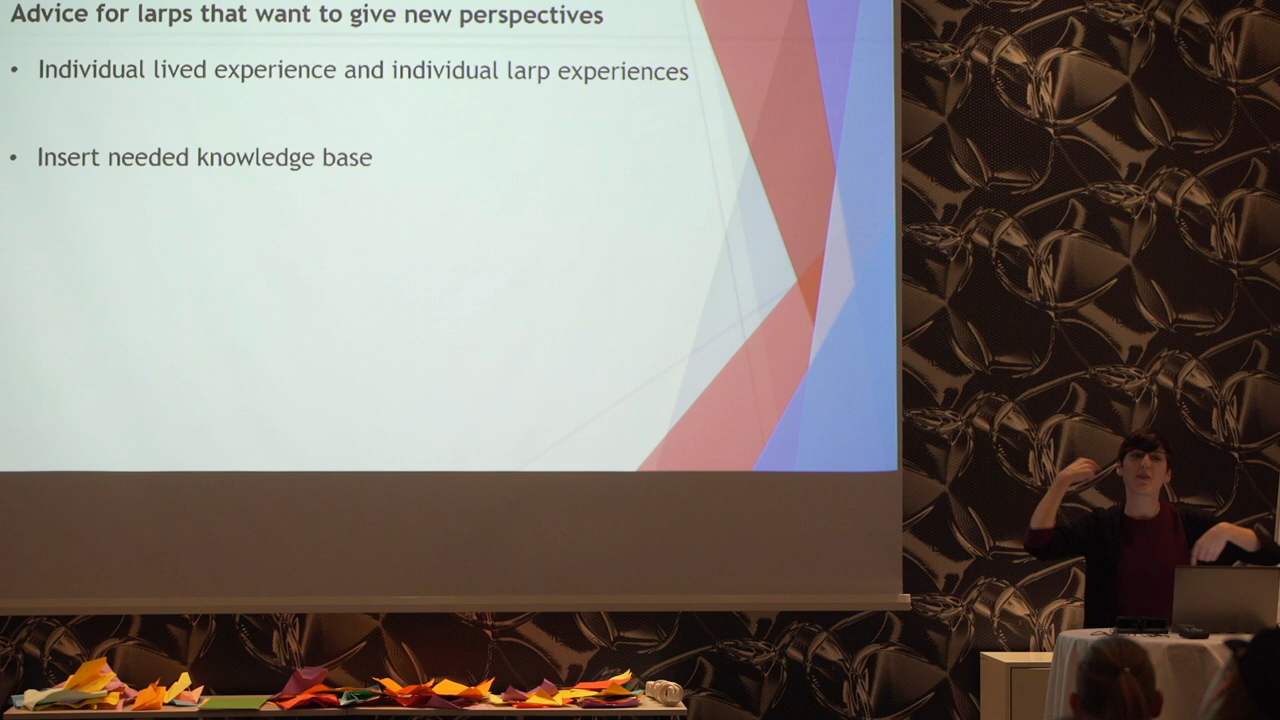 Advice for larps that want to give new perspectives
• Individual lived experience and individual larp experiences
• Insert needed knowledge base